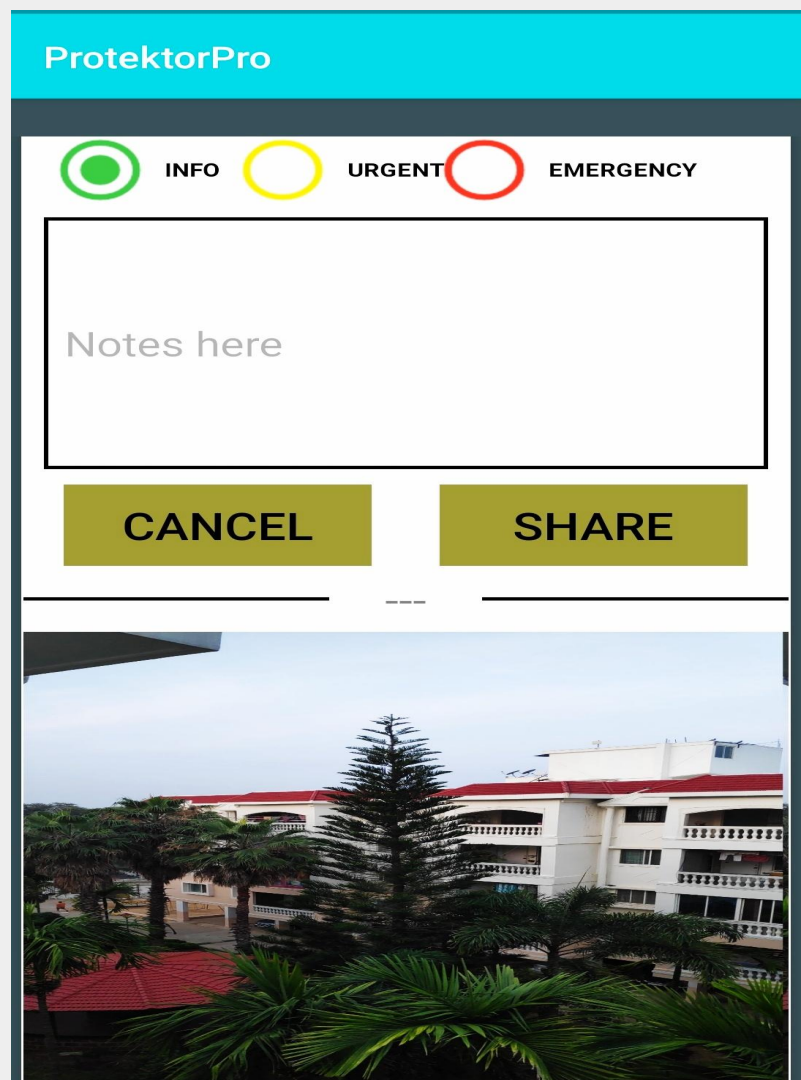 ProtektorPro
INFO URGENT EMERGENCY
Notes here
CANCEL SHARE
---